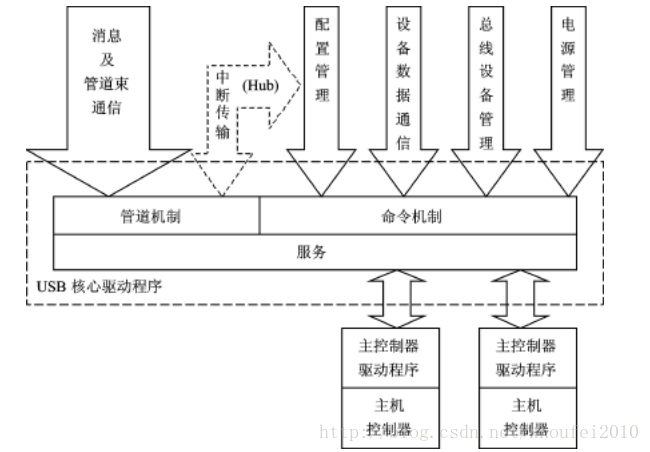 消息
及
管道束
通信
中断传输
(Hub)
配置管理
设备数据通信
总线设备管理
电源管理
管道机制
命令机制
服务
USB 核心驱动程序
主控制器
驱动程序
主机
控制器
主控制器
驱动程序
主机
控制器